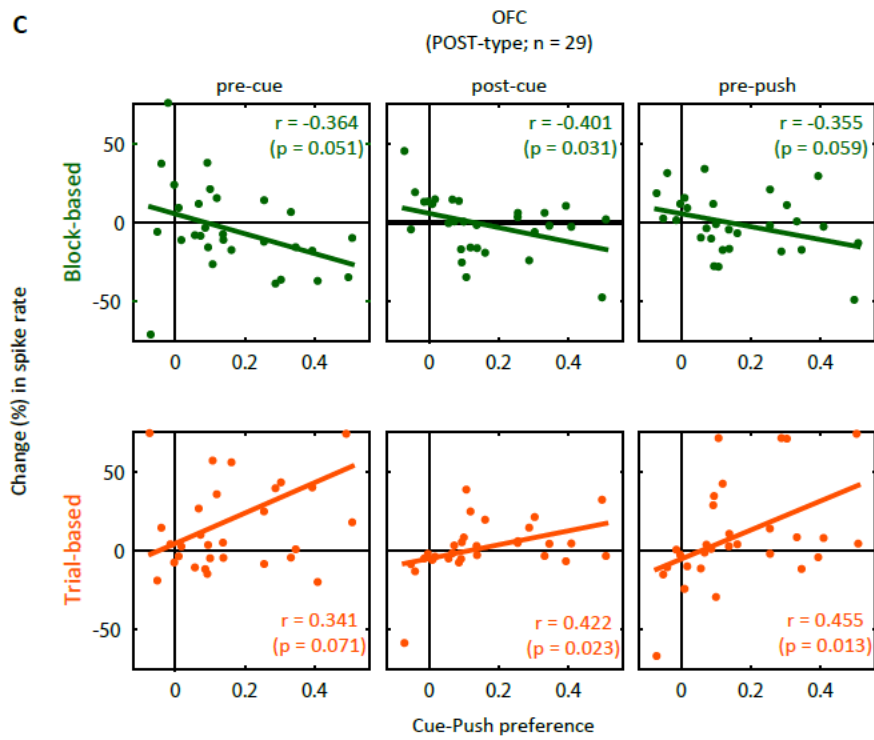 C
OFC
(POST-type; n = 29)
pre-cue
post-cue
pre-push
Change (%) in spike rate
Block-based
50
0
-50
r = -0.364
(p = 0.051)
r = -0.401
(p = 0.031)
r = -0.355
(p = 0.059)
0 0.2 0.4
0 0.2 0.4
0 0.2 0.4
Trial-based
50
0
-50
r = 0.341
(p = 0.071)
r = 0.422
(p = 0.023)
r = 0.455
(p = 0.013)
0 0.2 0.4
0 0.2 0.4
0 0.2 0.4
Cue-Push preference